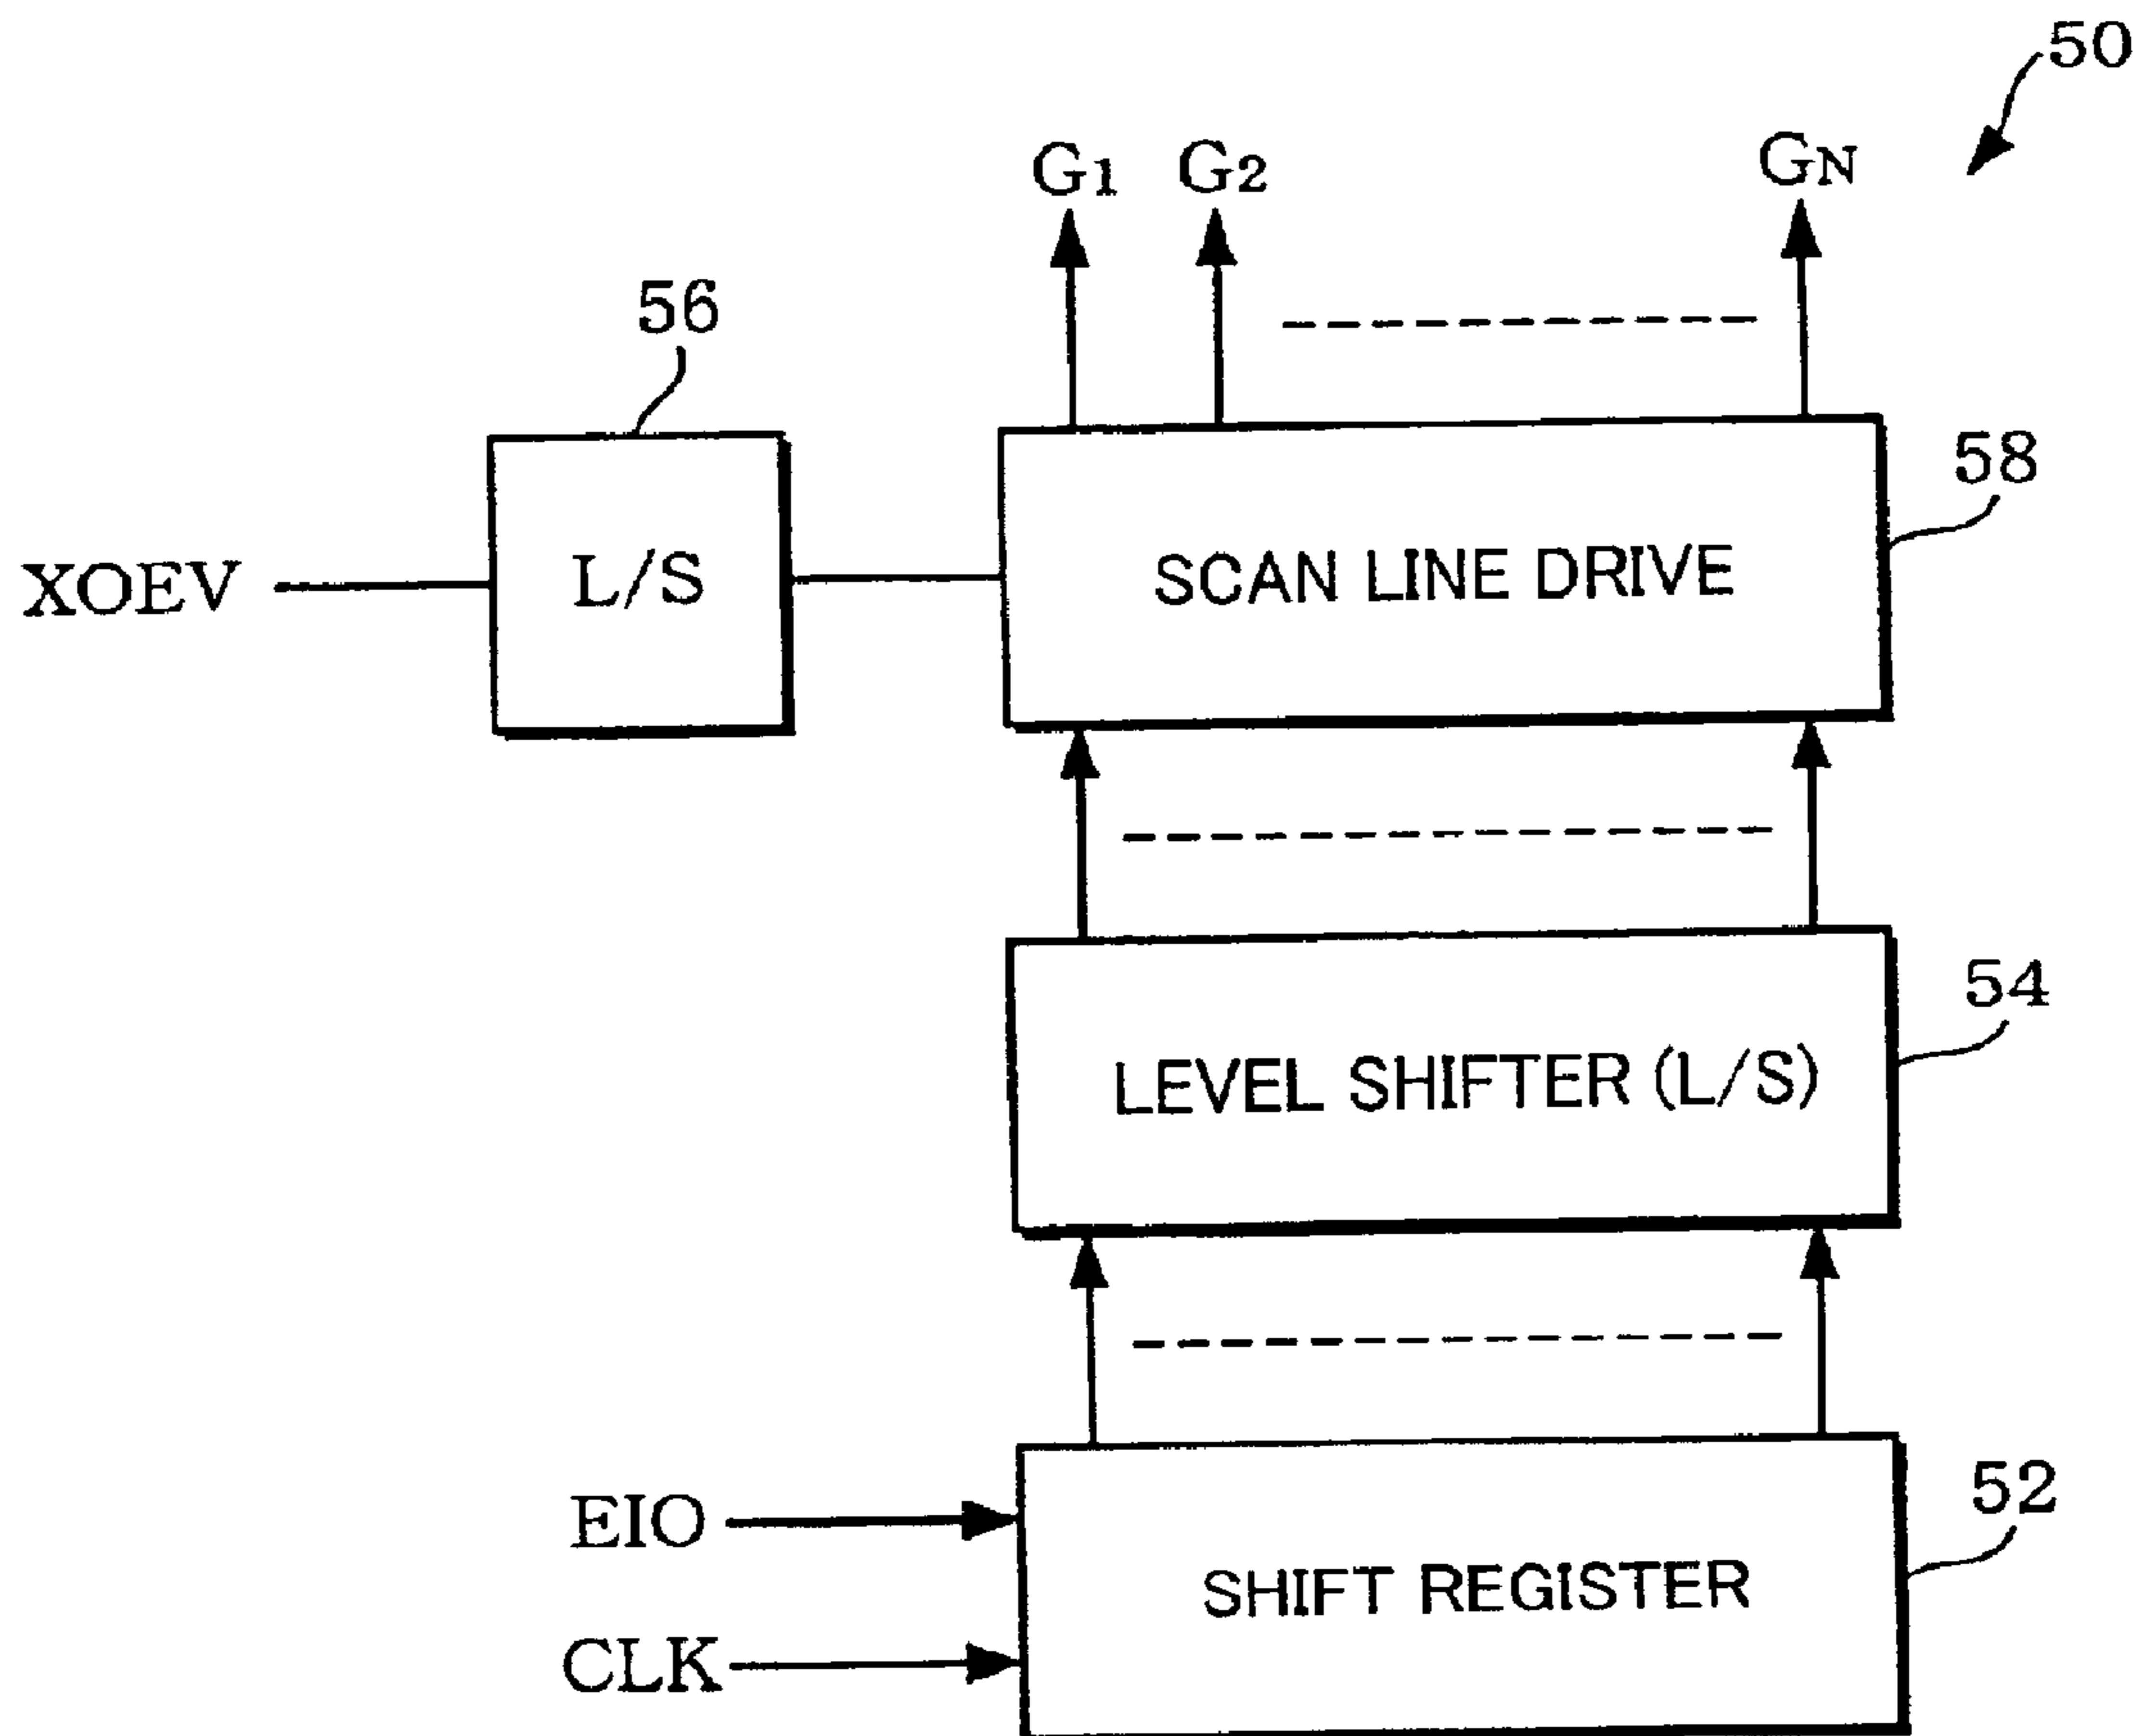 50
G1 G2 GN
56
58
XOEV
L/S
SCAN LINE DRIVE
54
LEVEL SHIFTER (L/S)
52
EIO
SHIFT REGISTER
CLK